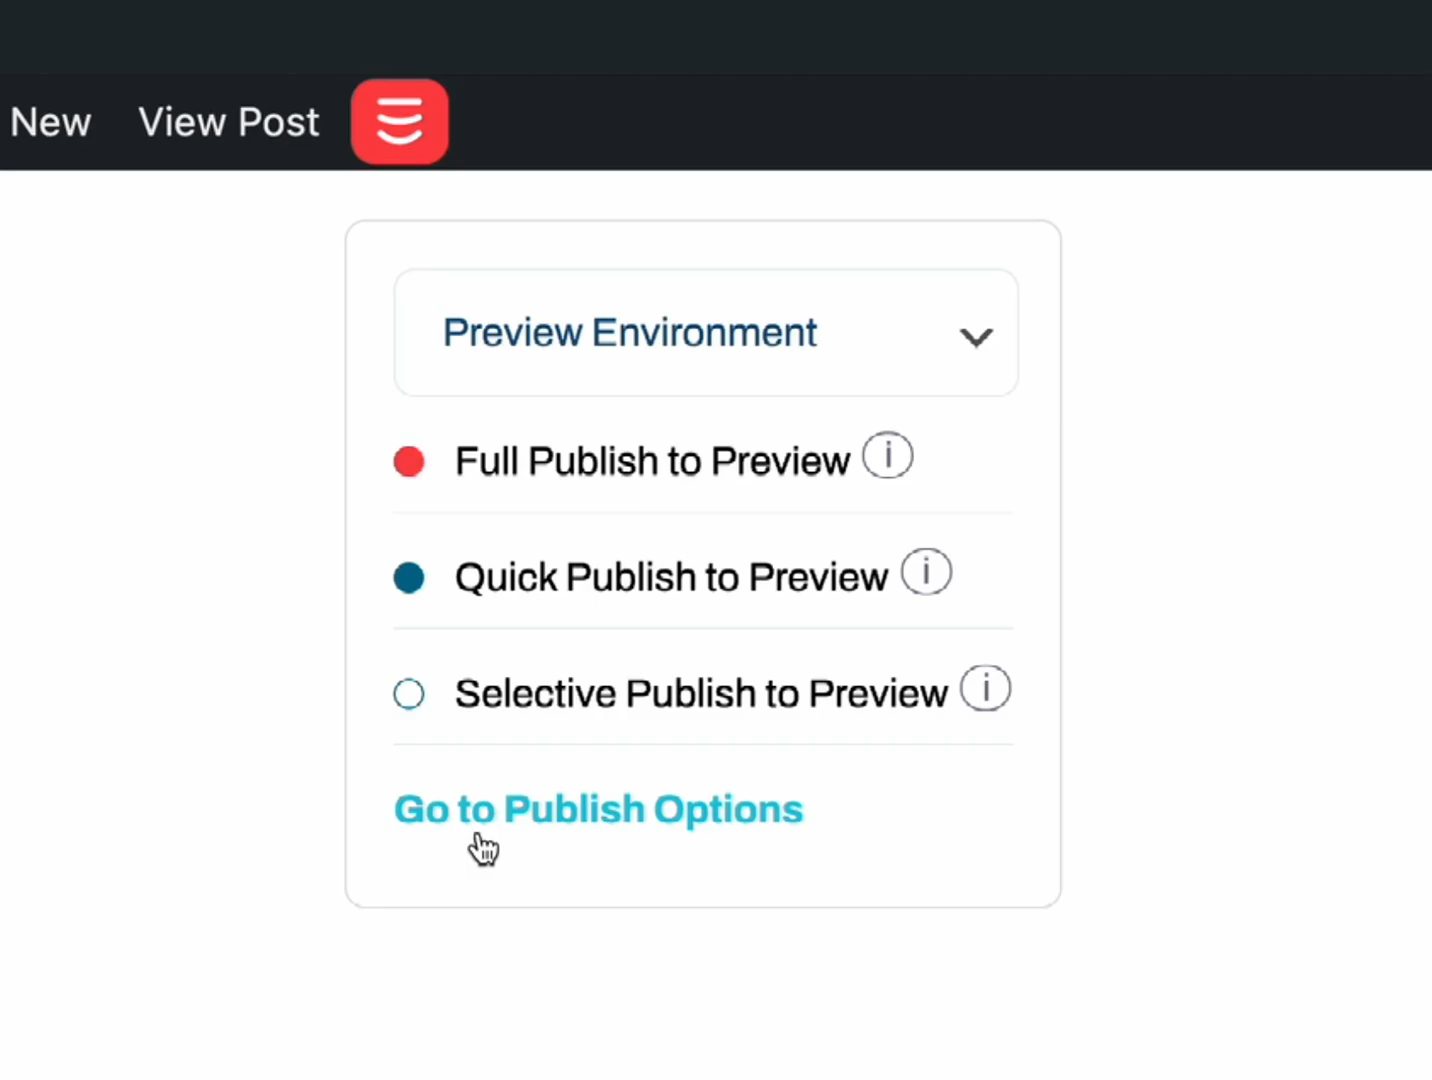 New View Post
Preview Environment
Full Publish to Preview i
Quick Publish to Preview i
Selective Publish to Preview i
Go to Publish Options